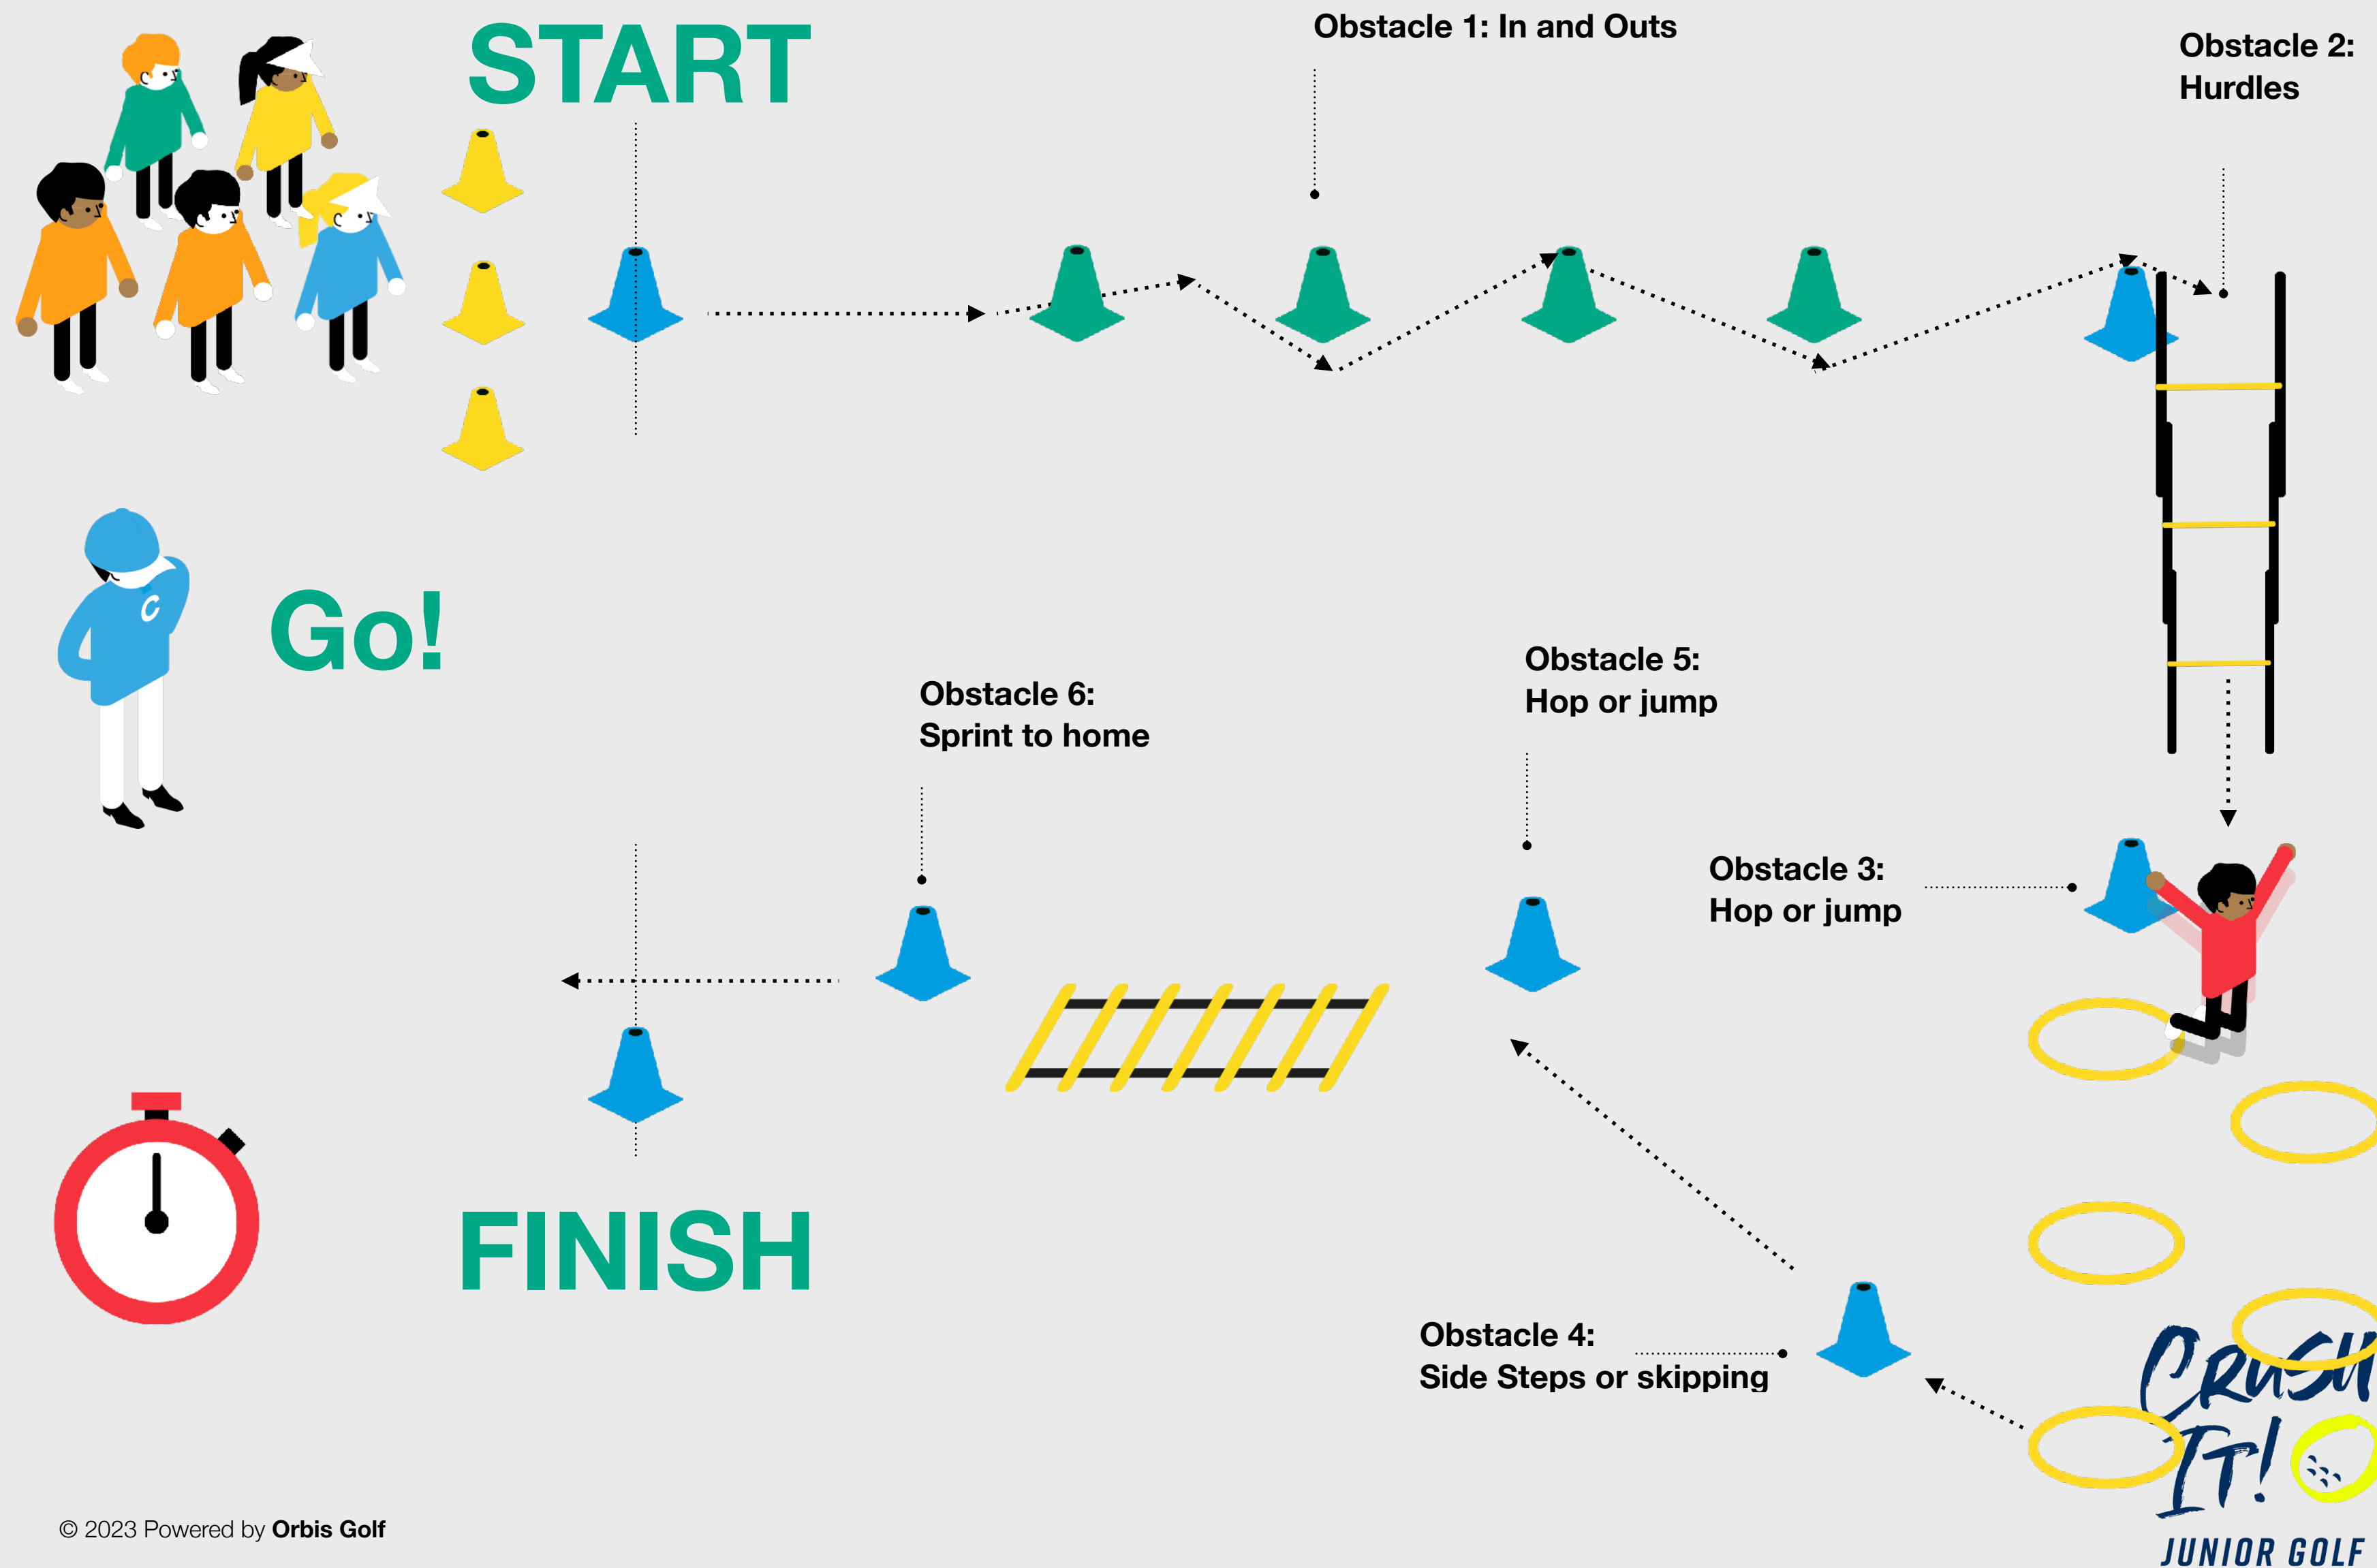 START
Obstacle 1: In and Outs
Obstacle 2:
Hurdles
Go!
Obstacle 5:
Hop or jump
Obstacle 6:
Sprint to home
Obstacle 3:
Hop or jump
FINISH
Obstacle 4:
Side Steps or skipping
C
CRUSH
IT!
JUNIOR GOLF
© 2023 Powered by Orbis Golf